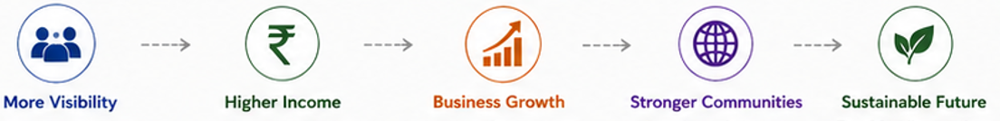 ₹
More Visibility
Higher Income
Business Growth
Stronger Communities
Sustainable Future